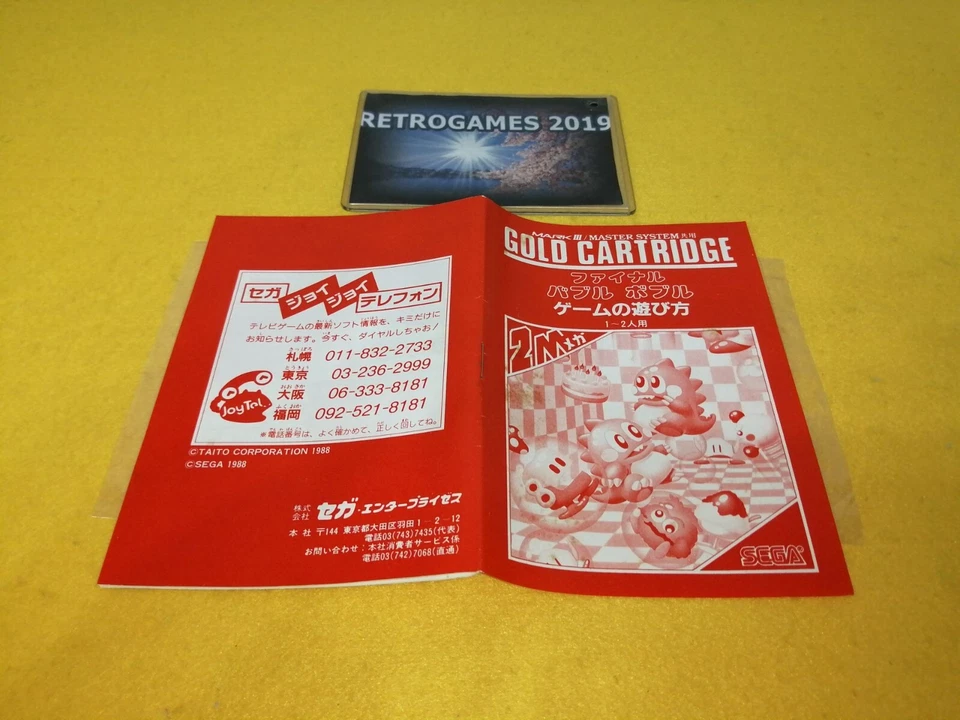 RETROGAMES 2019
セガ ジョイジョイ テレフォン
テレビゲームの最新ソフト情報を、キミだけに
お知らせします。今すぐ、ダイヤルしちゃお!
札幌 011-832-2733
東京 03-236-2999
大阪 06-333-8181
福岡 092-521-8181
*電話番号は、よく確かめて、正しく回してね。
JoyTel
©TAITO CORPORATION 1988
©SEGA 1988
株式会社 セガ・エンタープライゼス
本社 〒144 東京都大田区羽田1-2-12
電話03(743)7435(代表)
お問い合わせ:本社消費者サービス係
電話03(742)7068(直通)
MARK III/MASTER SYSTEM専用
GOLD CARTRIDGE
ファイナル
バブル ボブル
ゲームの遊び方
1~2人用
2Mメガ
SEGA